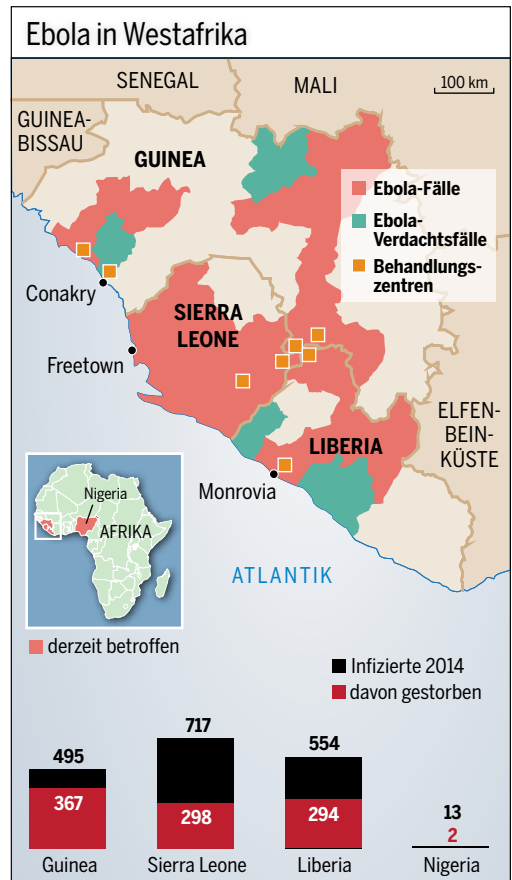 Ebola in Westafrika
SENEGAL
MALI
100 km
GUINEA-
BISSAU
GUINEA
Ebola-Fälle
Ebola-
Verdachtsfälle
Behandlungs-
zentren
Conakry
SIERRA
LEONE
Freetown
ELFEN-
BEIN-
KÜSTE
LIBERIA
Monrovia
Nigeria
AFRIKA
ATLANTIK
derzeit betroffen
Infizierte 2014
davon gestorben
495
367
Guinea
717
298
Sierra Leone
554
294
Liberia
13
2
Nigeria